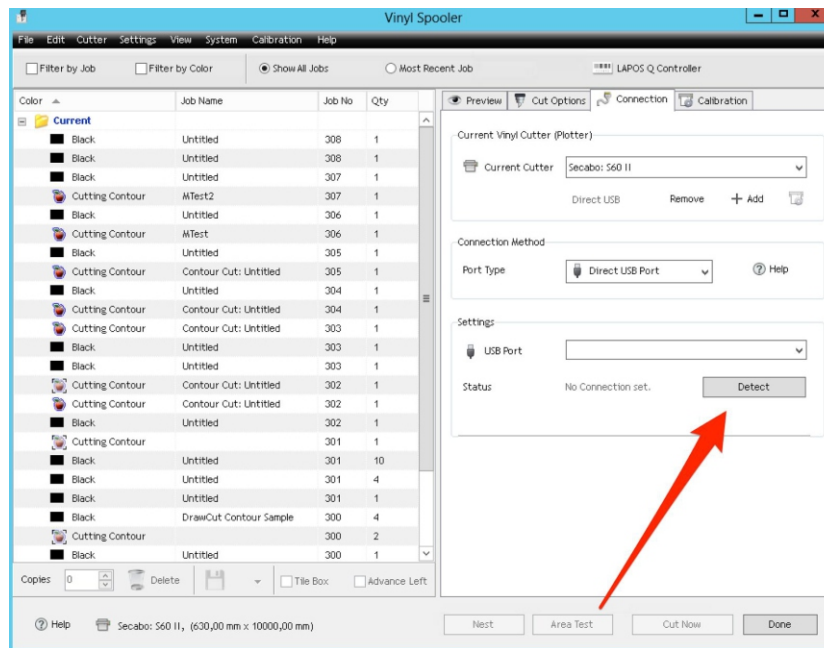 Vinyl Spooler
File Edit Cutter Settings View System Calibration Help
Filter by Job Filter by Color Show All Jobs Most Recent Job LAPOS Q Controller
Color Job Name Job No Qty
Current
Black Untitled 308 1
Black Untitled 308 1
Black Untitled 307 1
Cutting Contour MTest2 307 1
Black Untitled 306 1
Cutting Contour MTest 306 1
Black Untitled 305 1
Cutting Contour Contour Cut: Untitled 305 1
Black Untitled 304 1
Cutting Contour Contour Cut: Untitled 304 1
Cutting Contour Contour Cut: Untitled 303 1
Black Untitled 303 1
Black Untitled 303 1
Cutting Contour Contour Cut: Untitled 302 1
Cutting Contour Contour Cut: Untitled 302 1
Black Untitled 302 1
Cutting Contour 301 1
Black Untitled 301 10
Black Untitled 301 4
Black Untitled 301 1
Black DrawCut Contour Sample 300 4
Cutting Contour 300 2
Black Untitled 300 1
Copies 0 Delete Tile Box Advance Left
Preview Cut Options Connection Calibration
Current Vinyl Cutter (Plotter)
Current Cutter Secabo: S60 II
Direct USB Remove Add
Connection Method
Port Type Direct USB Port Help
Settings
USB Port
Status No Connection set. Detect
Help Secabo: S60 II, (630,00 mm x 10000,00 mm) Nest Area Test Cut Now Done